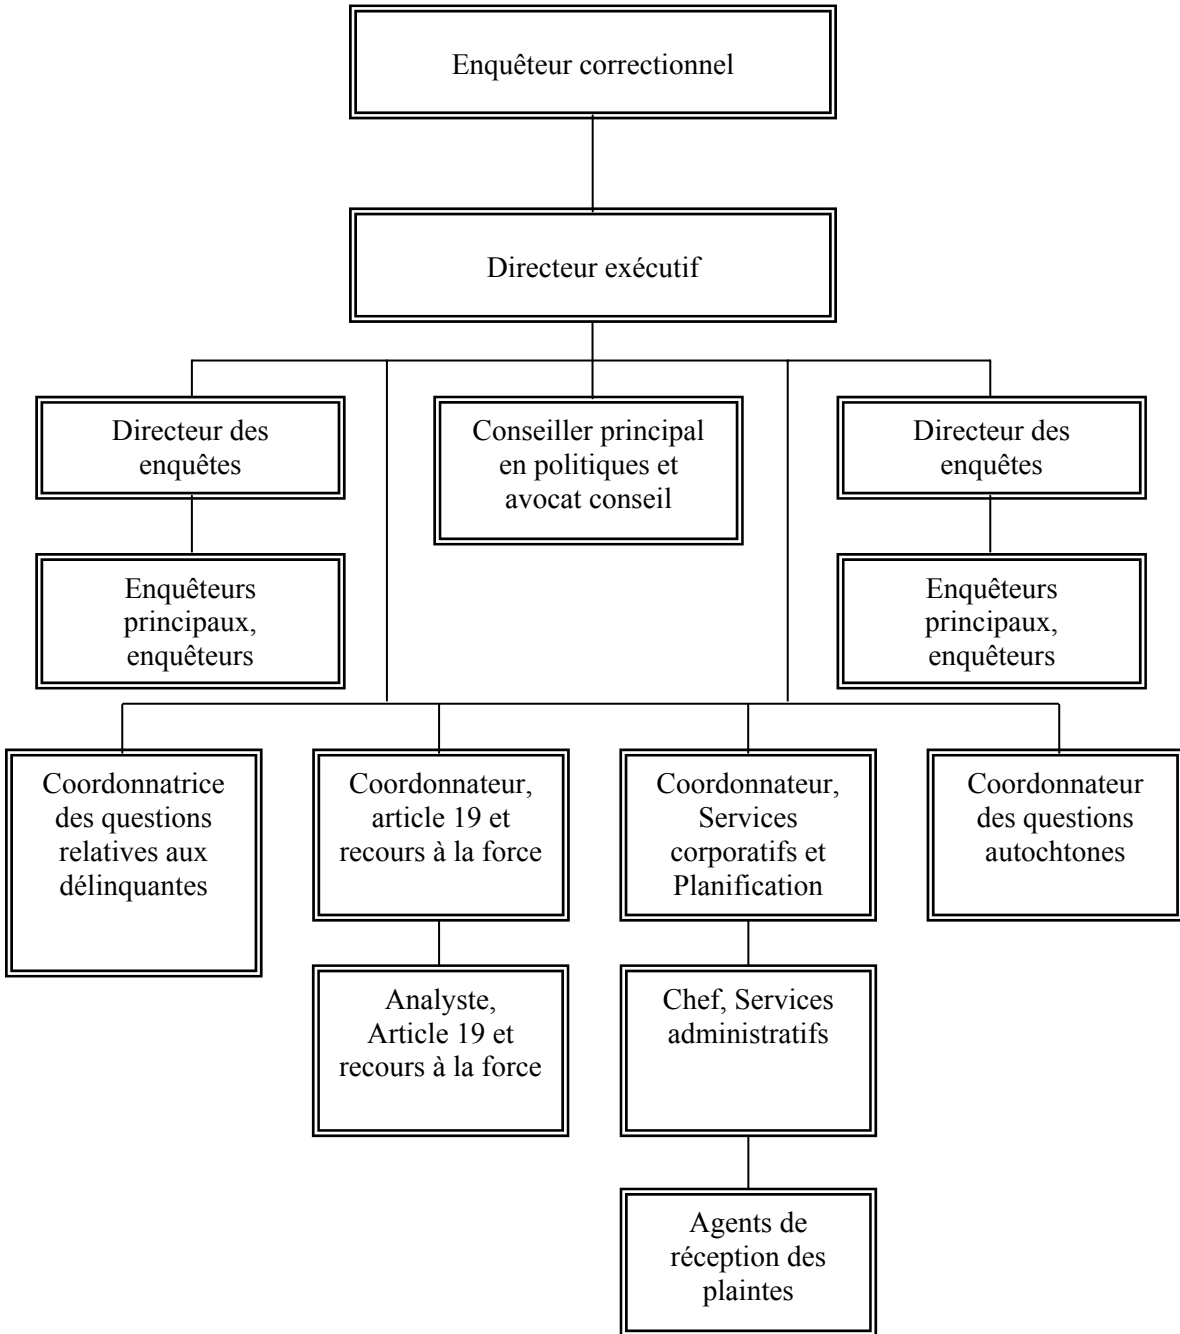 Enquêteur correctionnel
Directeur exécutif
Directeur des
enquêtes
Conseiller principal
en politiques et
avocat conseil
Directeur des
enquêtes
Enquêteurs
principaux,
enquêteurs
Enquêteurs
principaux,
enquêteurs
Coordonnatrice
des questions
relatives aux
délinquantes
Coordonnateur,
article 19 et
recours à la force
Coordonnateur,
Services
corporatifs et
Planification
Coordonnateur
des questions
autochtones
Analyste,
Article 19 et
recours à la force
Chef, Services
administratifs
Agents de
réception des
plaintes